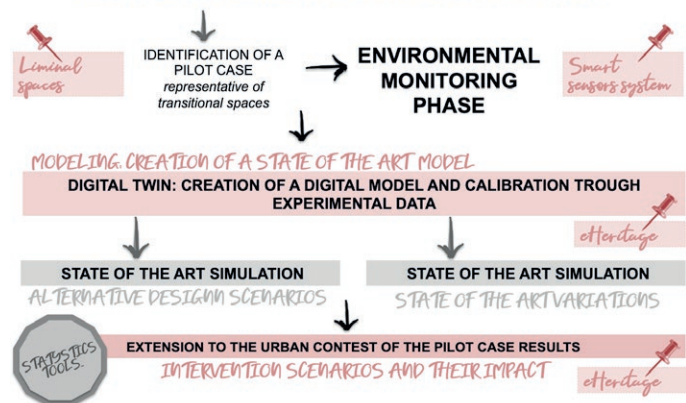 IDENTIFICATION OF A
PILOT CASE
representative of
transitional spaces
ENVIRONMENTAL
MONITORING
PHASE
Liminal
spaces
Smart
sensors system
MODELING. CREATION OF A STATE OF THE ART MODEL
DIGITAL TWIN: CREATION OF A DIGITAL MODEL AND CALIBRATION TROUGH
EXPERIMENTAL DATA
eHeritage
STATE OF THE ART SIMULATION
ALTERNATIVE DESIGNN SCENARIOS
STATE OF THE ART SIMULATION
STATE OF THE ART VARIATIONS
STATYSTICS
TOOLS.
EXTENSION TO THE URBAN CONTEST OF THE PILOT CASE RESULTS
INTERVENTION SCENARIOS AND THEIR IMPACT
eHeritage